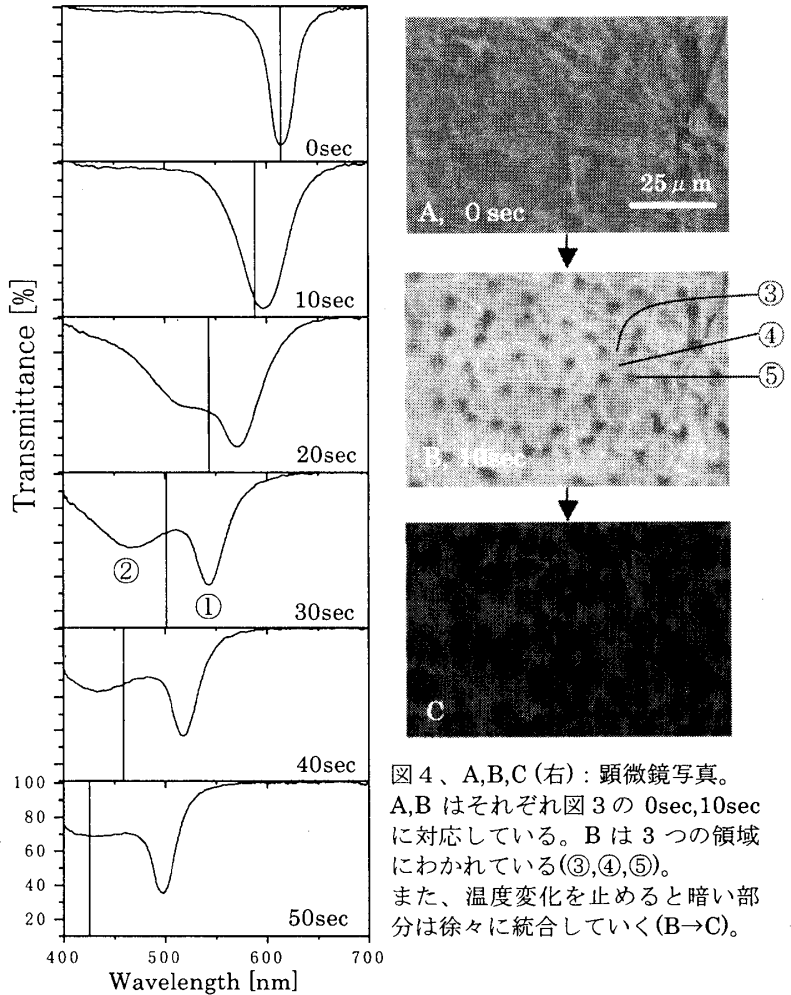 0sec
10sec
20sec
30sec
②
①
40sec
50sec
Transmittance [%]
100
80
60
40
20
400
500
600
700
Wavelength [nm]
25μm
A, 0 sec
③
④
⑤
B, 10sec
C
図４、A,B,C (右)：顕微鏡写真。
A,B はそれぞれ図３の 0sec,10sec
に対応している。B は 3 つの領域
にわかれている(③,④,⑤)。
また、温度変化を止めると暗い部
分は徐々に統合していく(B→C)。